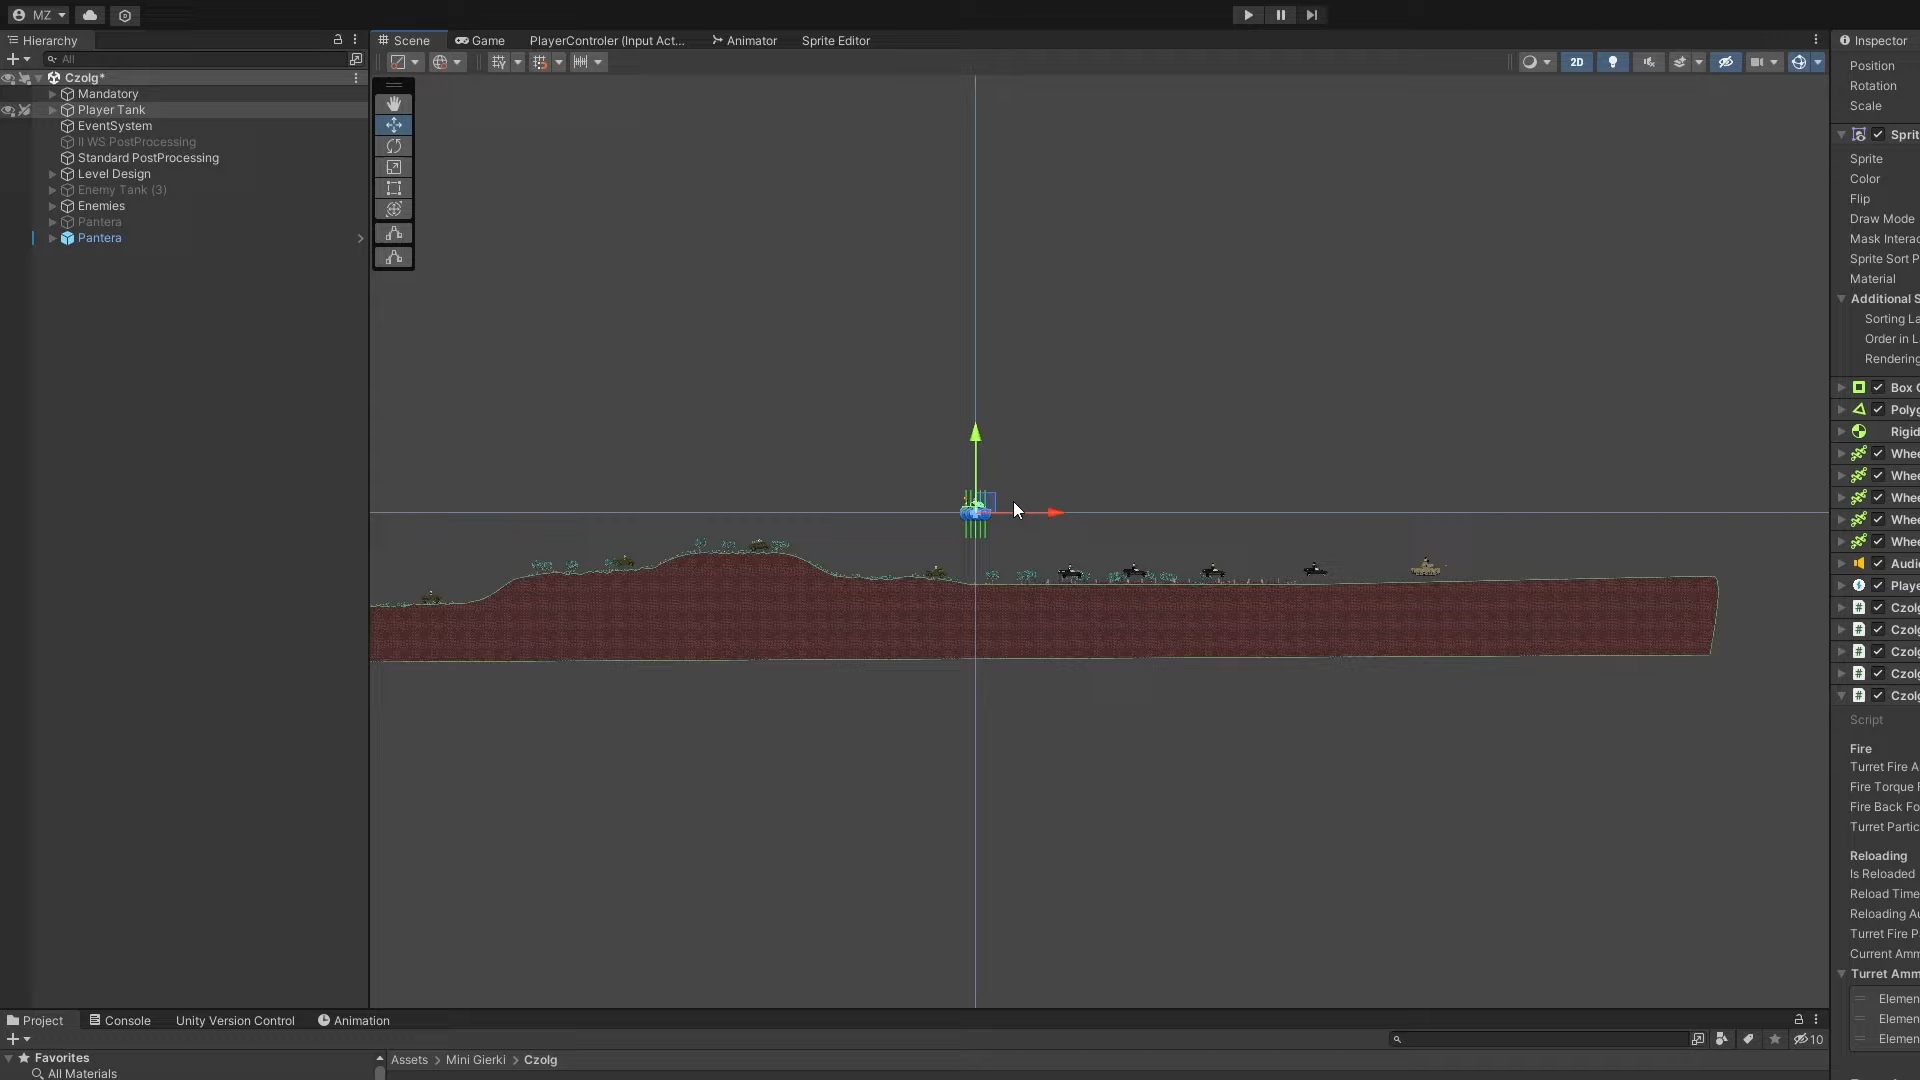 MZ
Hierarchy
All
Czolg*
Mandatory
Player Tank
EventSystem
II WS PostProcessing
Standard PostProcessing
Level Design
Enemy Tank (3)
Enemies
Pantera
Pantera
Scene
Game
PlayerControler (Input Act...
Animator
Sprite Editor
2D
Inspector
Position
Rotation
Scale
Sprit
Sprite
Color
Flip
Draw Mode
Mask Interac
Sprite Sort P
Material
Additional S
Sorting La
Order in L
Rendering
Box C
Polyg
Rigid
Whee
Whee
Whee
Whee
Whee
Audio
Playe
Czolg
Czolg
Czolg
Czolg
Czolg
Script
Fire
Turret Fire A
Fire Torque F
Fire Back Fo
Turret Partic
Reloading
Is Reloaded
Reload Time
Reloading Au
Turret Fire P
Current Amm
Turret Amm
Elemen
Elemen
Elemen
Project
Console
Unity Version Control
Animation
10
Favorites
All Materials
Assets > Mini Gierki > Czolg